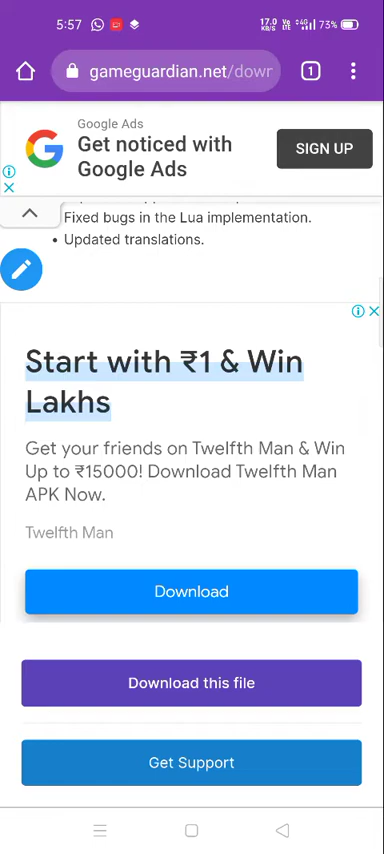 5:57
17.0 KB/S Vo LTE 4G 73%
gameguardian.net/dowr
1
Google Ads
Get noticed with
Google Ads
SIGN UP
Fixed bugs in the Lua implementation.
• Updated translations.
Start with ₹1 & Win
Lakhs
Get your friends on Twelfth Man & Win
Up to ₹15000! Download Twelfth Man
APK Now.
Twelfth Man
Download
Download this file
Get Support